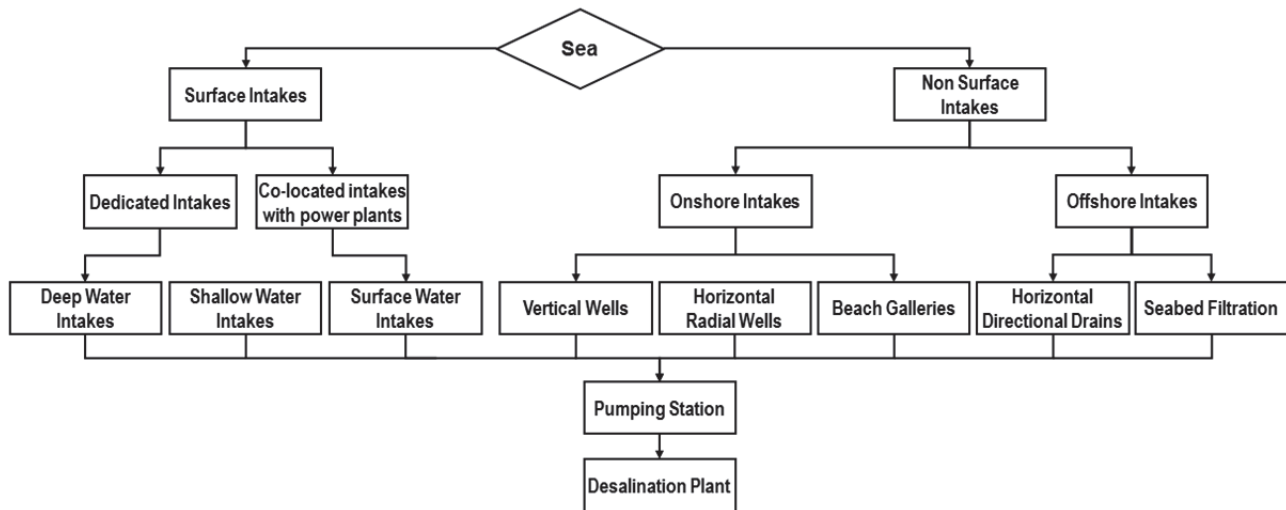 Sea
Surface Intakes
Non Surface
Intakes
Dedicated Intakes
Co-located intakes
with power plants
Onshore Intakes
Offshore Intakes
Deep Water
Intakes
Shallow Water
Intakes
Surface Water
Intakes
Vertical Wells
Horizontal
Radial Wells
Beach Galleries
Horizontal
Directional Drains
Seabed Filtration
Pumping Station
Desalination Plant